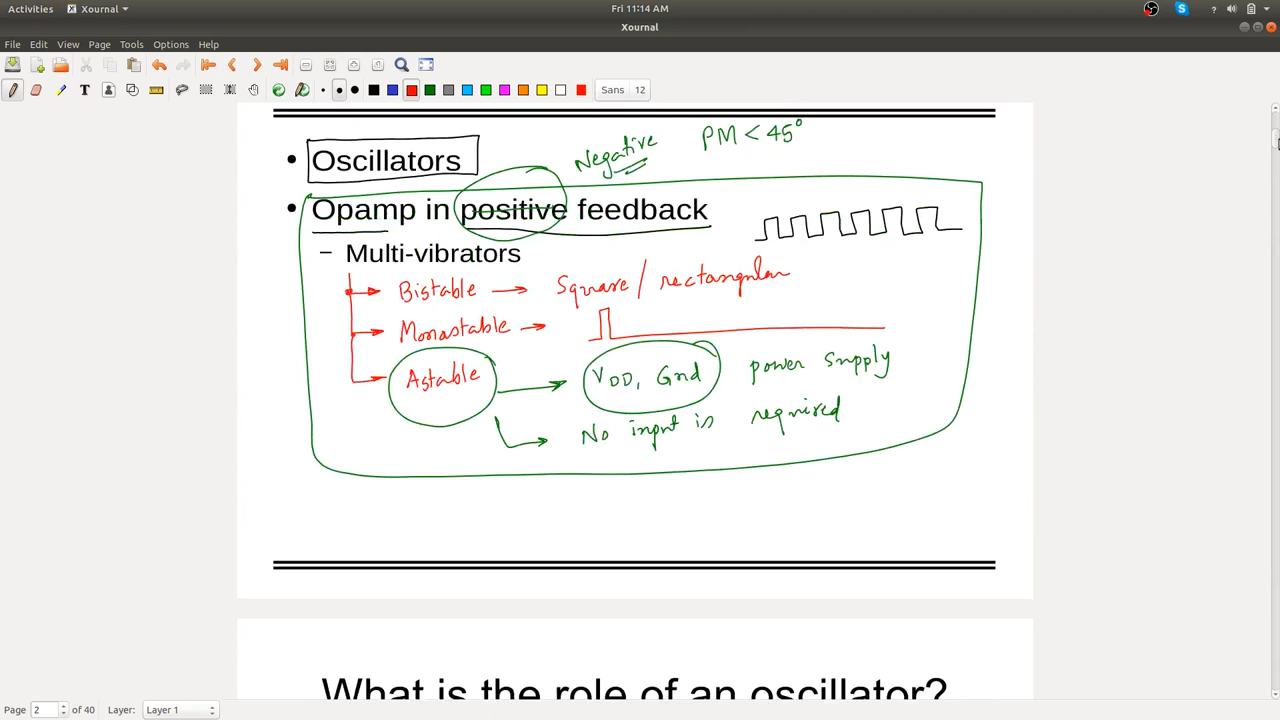 Activities
Xournal
Fri 11:14 AM
?
Xournal
File Edit View Page Tools Options Help
T
Sans 12
• Oscillators
Negative
PM < 45°
• Opamp in positive feedback
– Multi-vibrators
Bistable → Square / rectangular
Monastable →
Astable → VDD, Gnd power supply
No input is required
What is the role of an oscillator?
Page 2 of 40 Layer: Layer 1